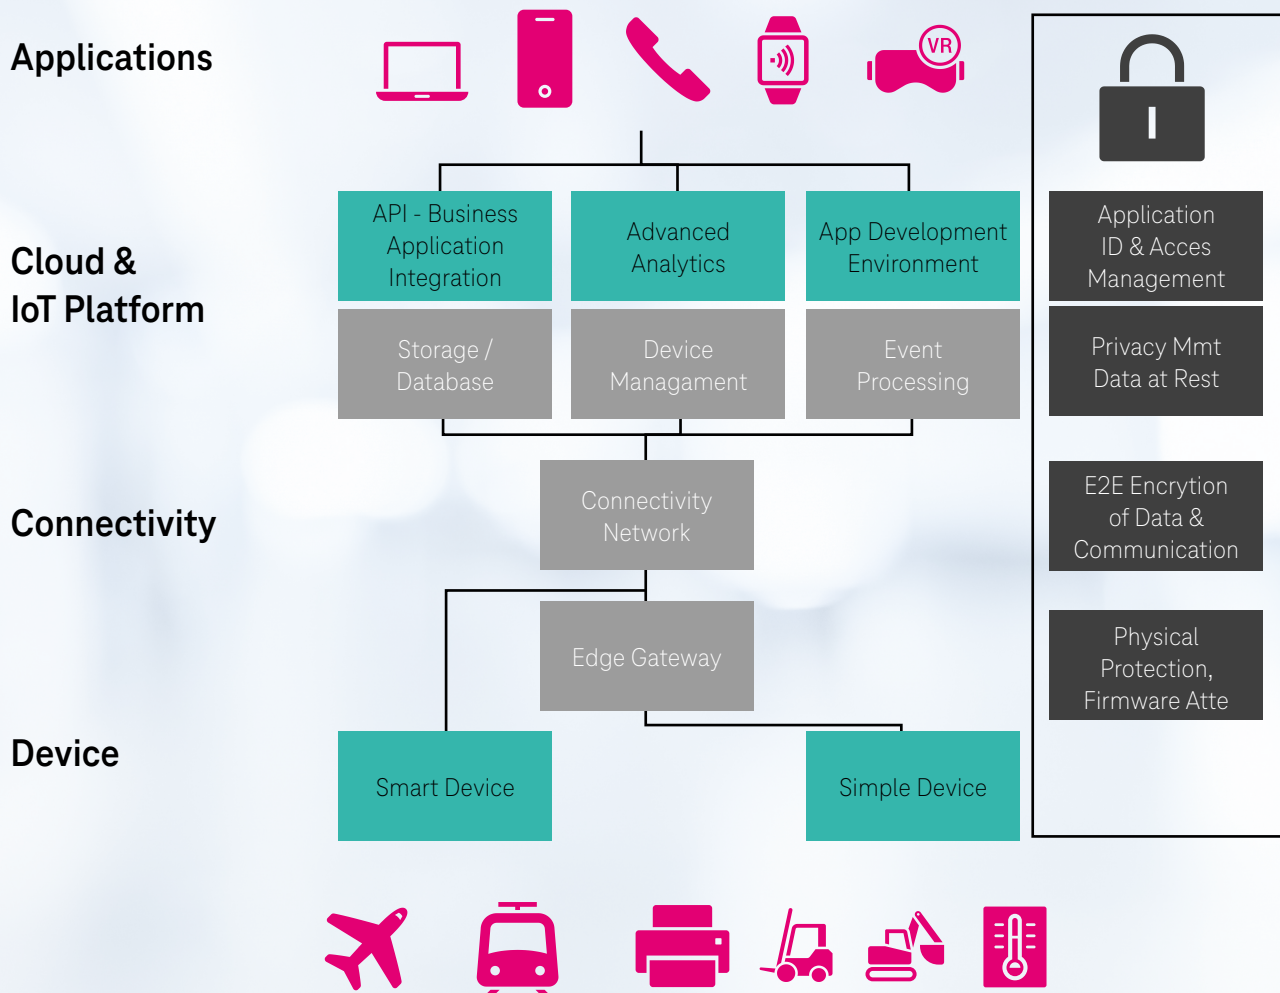 Applications
VR
Cloud &
IoT Platform
API - Business
Application
Integration
Advanced
Analytics
App Development
Environment
Application
ID & Acces
Management
Storage /
Database
Device
Managament
Event
Processing
Privacy Mmt
Data at Rest
Connectivity
Connectivity
Network
E2E Encrytion
of Data &
Communication
Edge Gateway
Physical
Protection,
Firmware Atte
Device
Smart Device
Simple Device